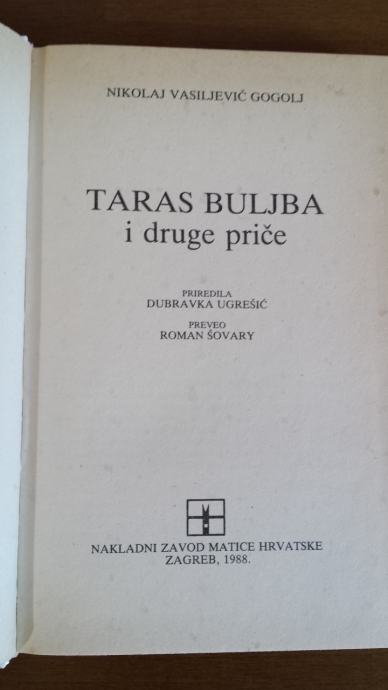 NIKOLAJ VASILJEVIĆ GOGOLJ
TARAS BULJBA
i druge priče
PRIREDILA
DUBRAVKA UGREŠIĆ
PREVEO
ROMAN ŠOVARY
NAKLADNI ZAVOD MATICE HRVATSKE
ZAGREB, 1988.